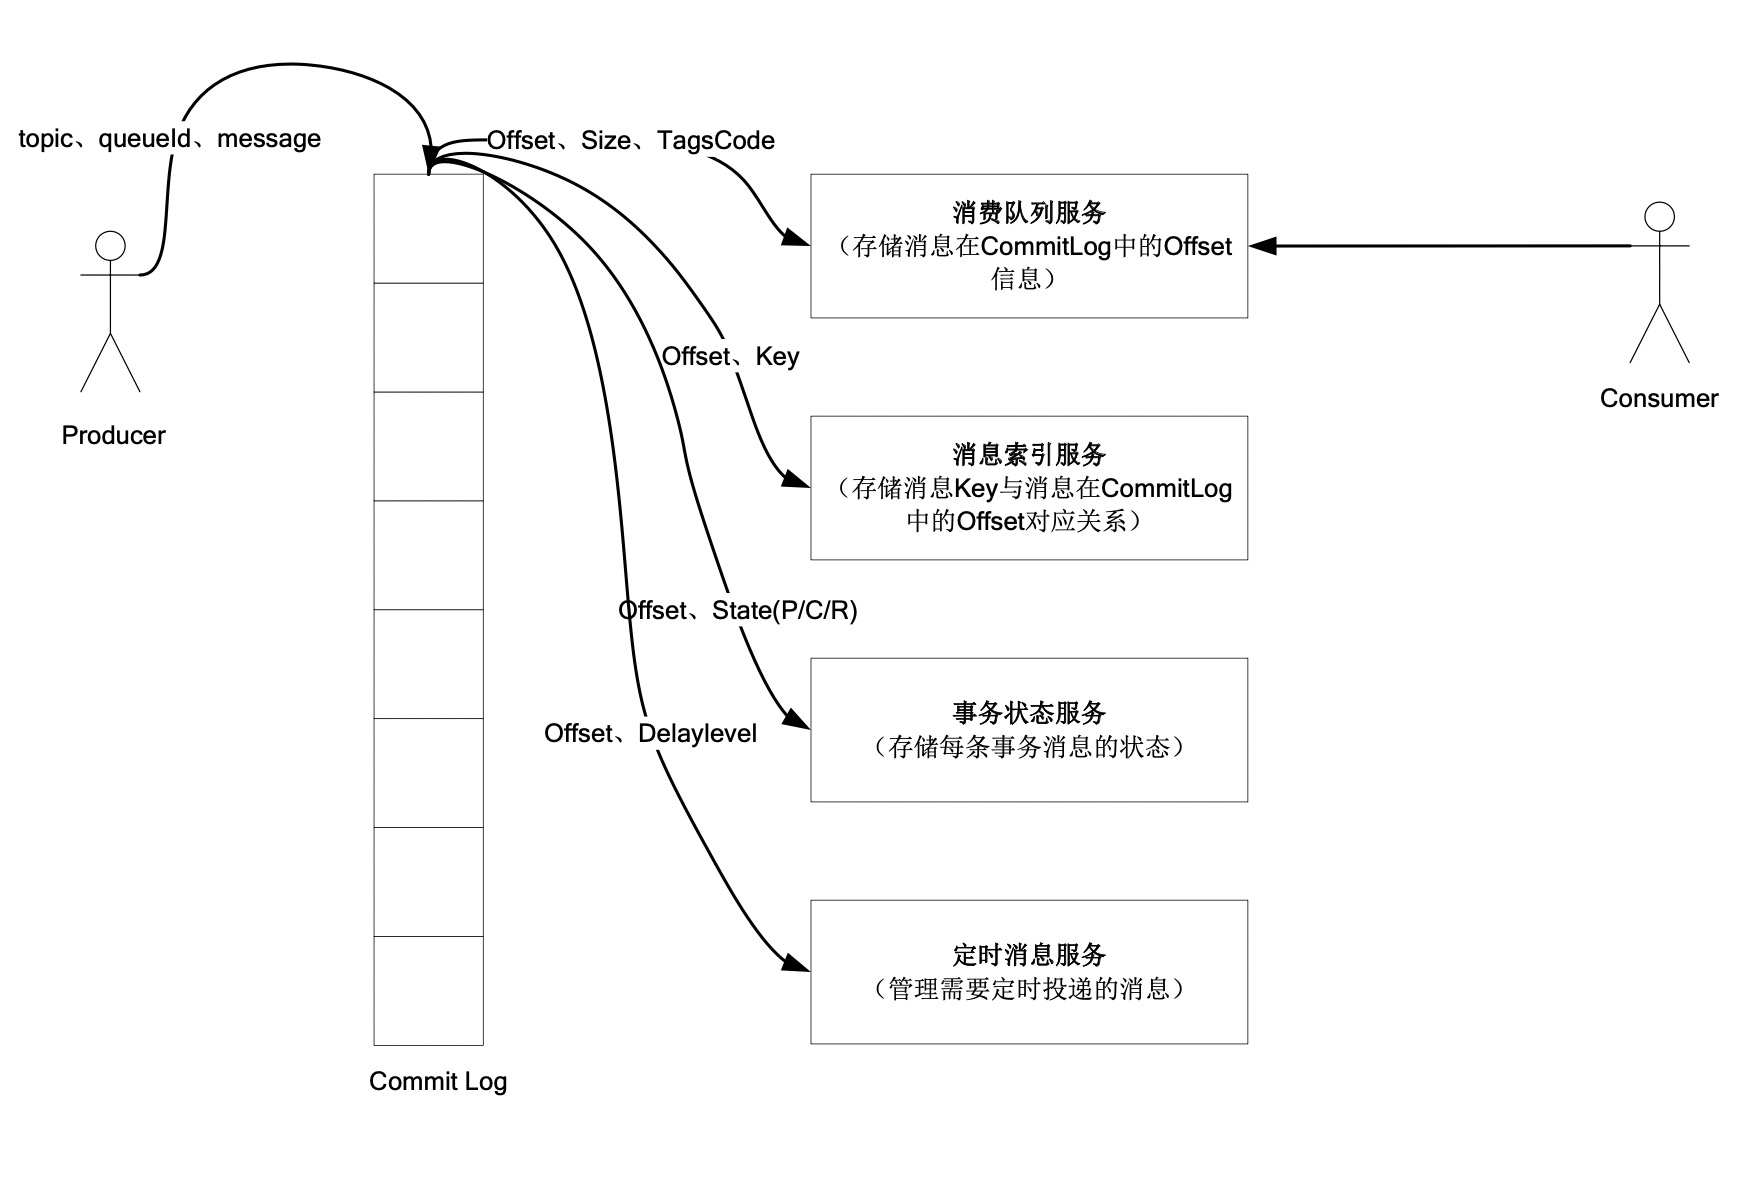 topic、queueId、message
Offset、Size、TagsCode
消费队列服务
（存储消息在CommitLog中的Offset
信息）
Offset、Key
Producer
Consumer
消息索引服务
（存储消息Key与消息在CommitLog
中的Offset对应关系）
Offset、State(P/C/R)
事务状态服务
（存储每条事务消息的状态）
Offset、Delaylevel
定时消息服务
（管理需要定时投递的消息）
Commit Log